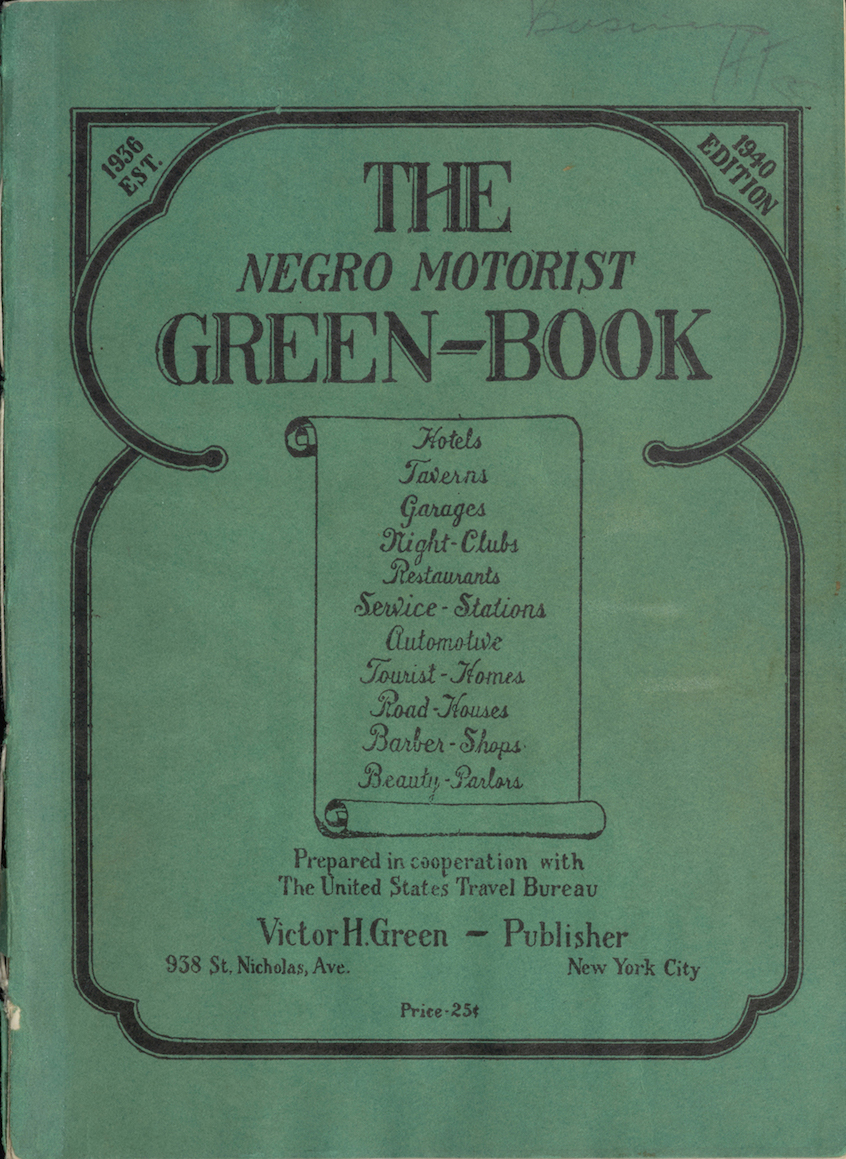 Business
1936
EST.
1940
EDITION
THE
NEGRO MOTORIST
GREEN-BOOK
Hotels
Taverns
Garages
Night-Clubs
Restaurants
Service-Stations
Automotive
Tourist-Homes
Road-Houses
Barber-Shops
Beauty-Parlors
Prepared in cooperation with
The United States Travel Bureau
Victor H. Green — Publisher
938 St. Nicholas, Ave. New York City
Price-25¢